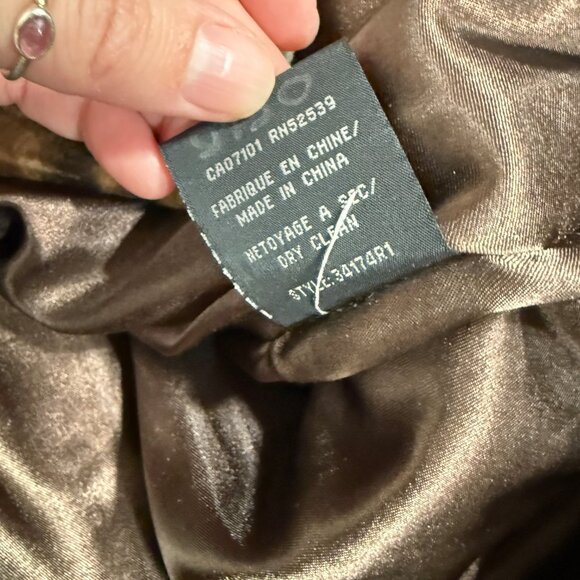 CA07101 RN52539
FABRIQUE EN CHINE/
MADE IN CHINA
NETOYAGE A SEC/
DRY CLEAN
STYLE:34174R1